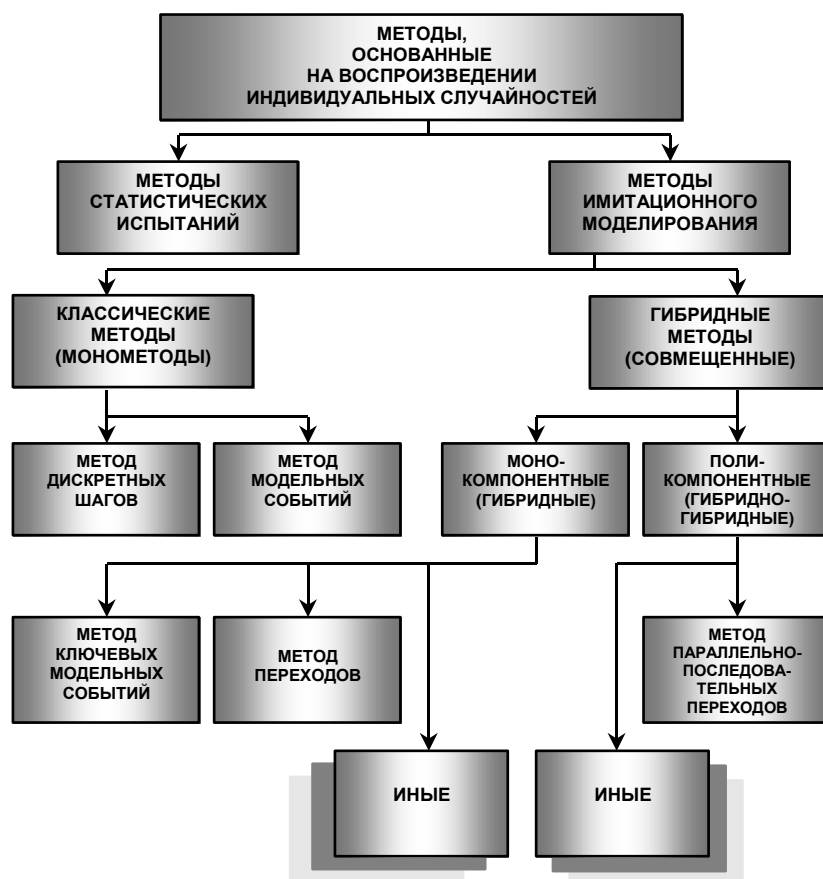 МЕТОДЫ,
ОСНОВАННЫЕ
НА ВОСПРОИЗВЕДЕНИИ
ИНДИВИДУАЛЬНЫХ СЛУЧАЙНОСТЕЙ
МЕТОДЫ
СТАТИСТИЧЕСКИХ
ИСПЫТАНИЙ
МЕТОДЫ
ИМИТАЦИОННОГО
МОДЕЛИРОВАНИЯ
КЛАССИЧЕСКИЕ
МЕТОДЫ
(МОНОМЕТОДЫ)
ГИБРИДНЫЕ
МЕТОДЫ
(СОВМЕЩЕННЫЕ)
МЕТОД
ДИСКРЕТНЫХ
ШАГОВ
МЕТОД
МОДЕЛЬНЫХ
СОБЫТИЙ
МОНО-
КОМПОНЕНТНЫЕ
(ГИБРИДНЫЕ)
ПОЛИ-
КОМПОНЕНТНЫЕ
(ГИБРИДНО-
ГИБРИДНЫЕ)
МЕТОД
КЛЮЧЕВЫХ
МОДЕЛЬНЫХ
СОБЫТИЙ
МЕТОД
ПЕРЕХОДОВ
МЕТОД
ПАРАЛЛЕЛЬНО-
ПОСЛЕДОВА-
ТЕЛЬНЫХ
ПЕРЕХОДОВ
ИНЫЕ
ИНЫЕ